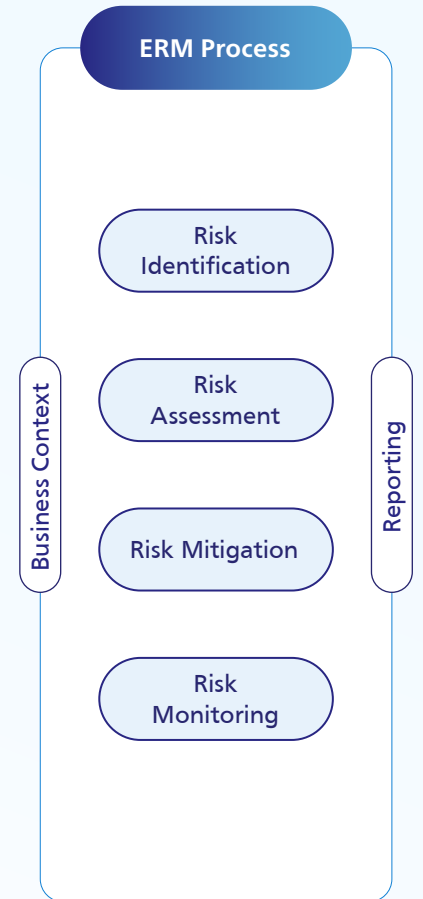 ERM Process
Risk
Identification
Risk
Assessment
Business Context
Reporting
Risk Mitigation
Risk
Monitoring